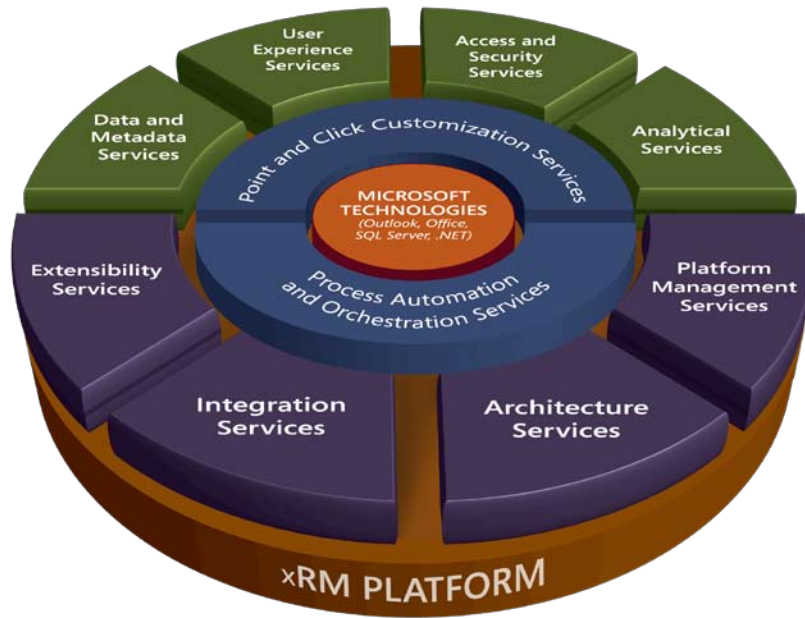 User
Experience
Services
Access and
Security
Services
Data and
Metadata
Services
Analytical
Services
Point and Click Customization Services
MICROSOFT
TECHNOLOGIES
(Outlook, Office,
SQL Server, .NET)
Process Automation
and Orchestration Services
Extensibility
Services
Platform
Management
Services
Integration
Services
Architecture
Services
xRM PLATFORM